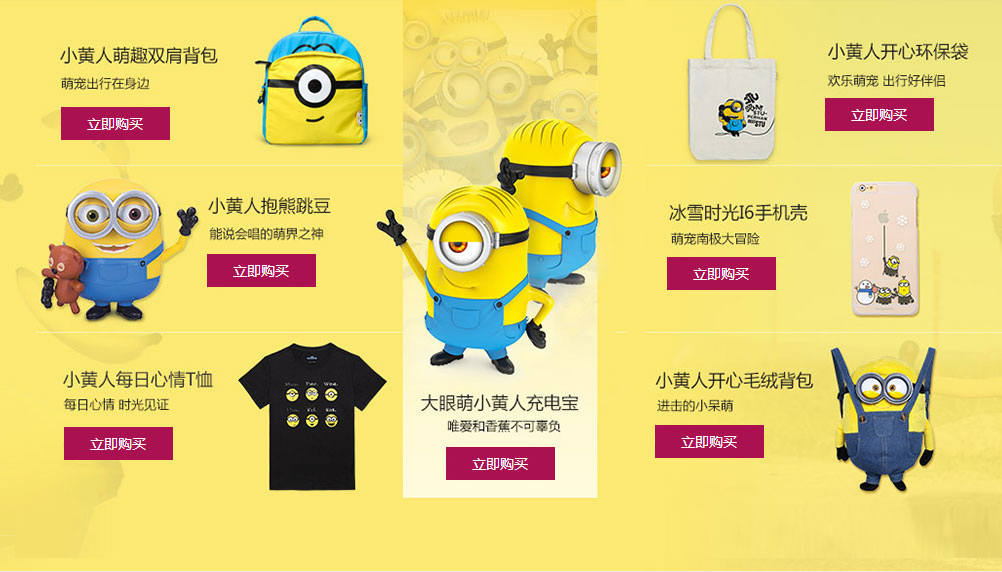 小黄人萌趣双肩背包
萌宠出行在身边
立即购买
小黄人抱熊跳豆
能说会唱的萌界之神
立即购买
小黄人每日心情T恤
每日心情 时光见证
立即购买
大眼萌小黄人充电宝
唯爱和香蕉不可辜负
立即购买
小黄人开心环保袋
欢乐萌宠 出行好伴侣
立即购买
冰雪时光I6手机壳
萌宠南极大冒险
立即购买
小黄人开心毛绒背包
进击的小呆萌
立即购买